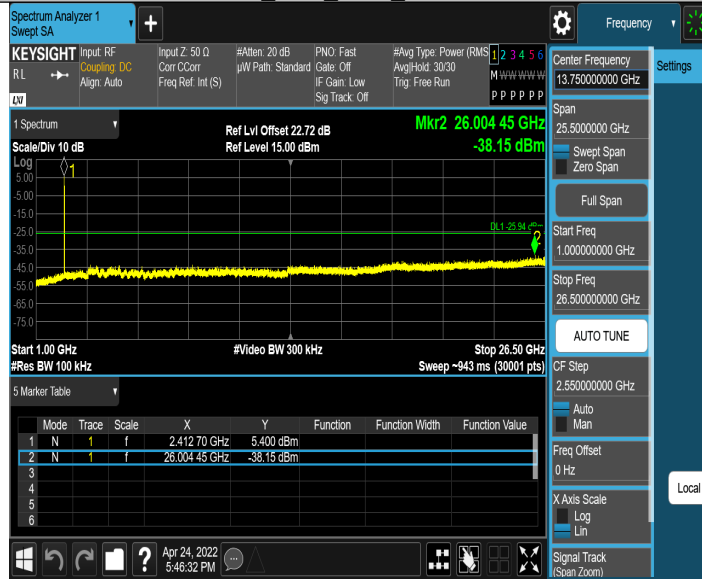 Spectrum Analyzer 1
Swept SA
Frequency
KEYSIGHT
RL
LXI
Input: RF
Coupling: DC
Align: Auto
Input Z: 50 Ω
Corr CCorr
Freq Ref: Int (S)
#Atten: 20 dB
µW Path: Standard
PNO: Fast
Gate: Off
IF Gain: Low
Sig Track: Off
#Avg Type: Power (RMS
Avg|Hold: 30/30
Trig: Free Run
1 2 3 4 5 6
M W W W W W
P P P P P P
Center Frequency
13.750000000 GHz
Settings
Span
25.5000000 GHz
Swept Span
Zero Span
Full Span
Start Freq
1.000000000 GHz
Stop Freq
26.500000000 GHz
AUTO TUNE
CF Step
2.550000000 GHz
Auto
Man
Freq Offset
0 Hz
X Axis Scale
Log
Lin
Signal Track
(Span Zoom)
Local
1 Spectrum
Scale/Div 10 dB
Ref Lvl Offset 22.72 dB
Ref Level 15.00 dBm
Mkr2 26.004 45 GHz
-38.15 dBm
Log
1
5.00
-5.00
-15.0
-25.0
DL1 -25.94 dBm
2
-35.0
-45.0
-55.0
-65.0
-75.0
Start 1.00 GHz
#Video BW 300 kHz
Stop 26.50 GHz
#Res BW 100 kHz
Sweep ~943 ms (30001 pts)
5 Marker Table
Mode Trace Scale X Y Function Function Width Function Value
1 N 1 f 2.412 70 GHz 5.400 dBm
2 N 1 f 26.004 45 GHz -38.15 dBm
3
4
5
6
?
Apr 24, 2022
5:46:32 PM